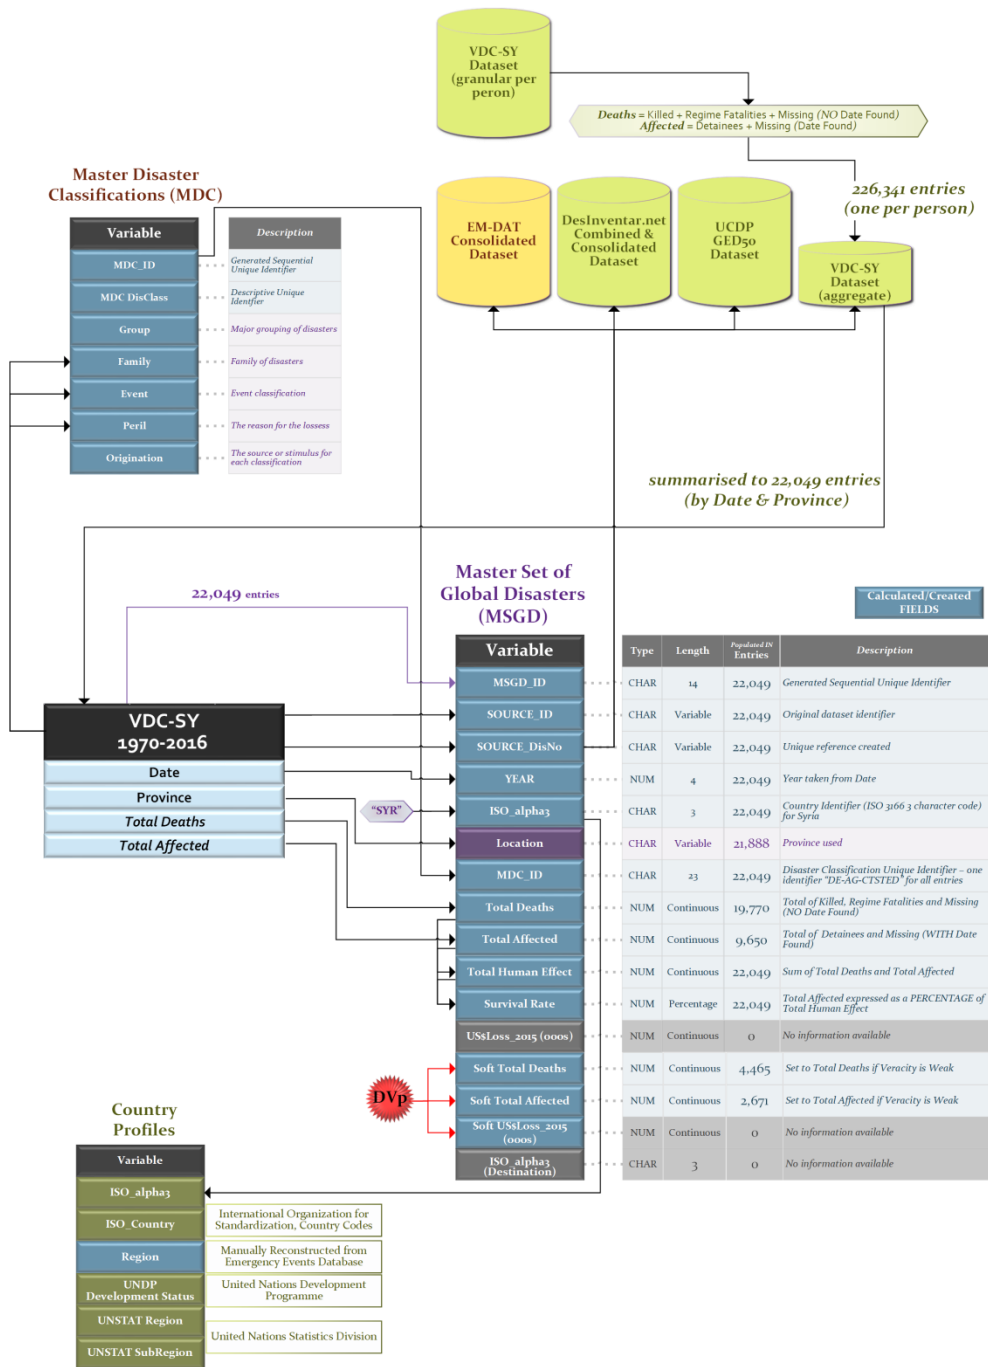 VDC-SY
Dataset
(granular per
peron)
Deaths = Killed + Regime Fatalities + Missing (NO Date Found)
Affected = Detainees + Missing (Date Found)
226,341 entries
(one per person)
EM-DAT
Consolidated
Dataset
DesInventar.net
Combined &
Consolidated
Dataset
UCDP
GED50
Dataset
VDC-SY
Dataset
(aggregate)
Master Disaster
Classifications (MDC)
Variable
Description
MDC_ID
Generated Sequential
Unique Identifier
MDC DisClass
Descriptive Unique
Identfier
Group
Major grouping of disasters
Family
Family of disasters
Event
Event classification
Peril
The reason for the lossess
Origination
The source or stimulus for
each classification
summarised to 22,049 entries
(by Date & Province)
22,049 entries
Master Set of
Global Disasters
(MSGD)
Calculated/Created
FIELDS
VDC-SY
1970-2016
Date
Province
Total Deaths
Total Affected
"SYR"
Variable
Type
Length
Populated IN
Entries
Description
MSGD_ID
CHAR
14
22,049
Generated Sequential Unique Identifier
SOURCE_ID
CHAR
Variable
22,049
Original dataset identifier
SOURCE_DisNo
CHAR
Variable
22,049
Unique reference created
YEAR
NUM
4
22,049
Year taken from Date
ISO_alpha3
CHAR
3
22,049
Country Identifier (ISO 3166 3 character code)
for Syria
Location
CHAR
Variable
21,888
Province used
MDC_ID
CHAR
23
22,049
Disaster Classification Unique Identifier – one
identifier "DE-AG-CTSTED" for all entries
Total Deaths
NUM
Continuous
19,770
Total of Killed, Regime Fatalities and Missing
(NO Date Found)
Total Affected
NUM
Continuous
9,650
Total of Detainees and Missing (WITH Date
Found)
Total Human Effect
NUM
Continuous
22,049
Sum of Total Deaths and Total Affected
Survival Rate
NUM
Percentage
22,049
Total Affected expressed as a PERCENTAGE of
Total Human Effect
US$Loss_2015 (000s)
NUM
Continuous
0
No information available
Soft Total Deaths
NUM
Continuous
4,465
Set to Total Deaths if Veracity is Weak
Soft Total Affected
NUM
Continuous
2,671
Set to Total Affected if Veracity is Weak
Soft US$Loss_2015
(000s)
NUM
Continuous
0
No information available
ISO_alpha3
(Destination)
CHAR
3
0
No information available
DVp
Country
Profiles
Variable
ISO_alpha3
ISO_Country
International Organization for
Standardization, Country Codes
Region
Manually Reconstructed from
Emergency Events Database
UNDP
Development Status
United Nations Development
Programme
UNSTAT Region
UNSTAT SubRegion
United Nations Statistics Division